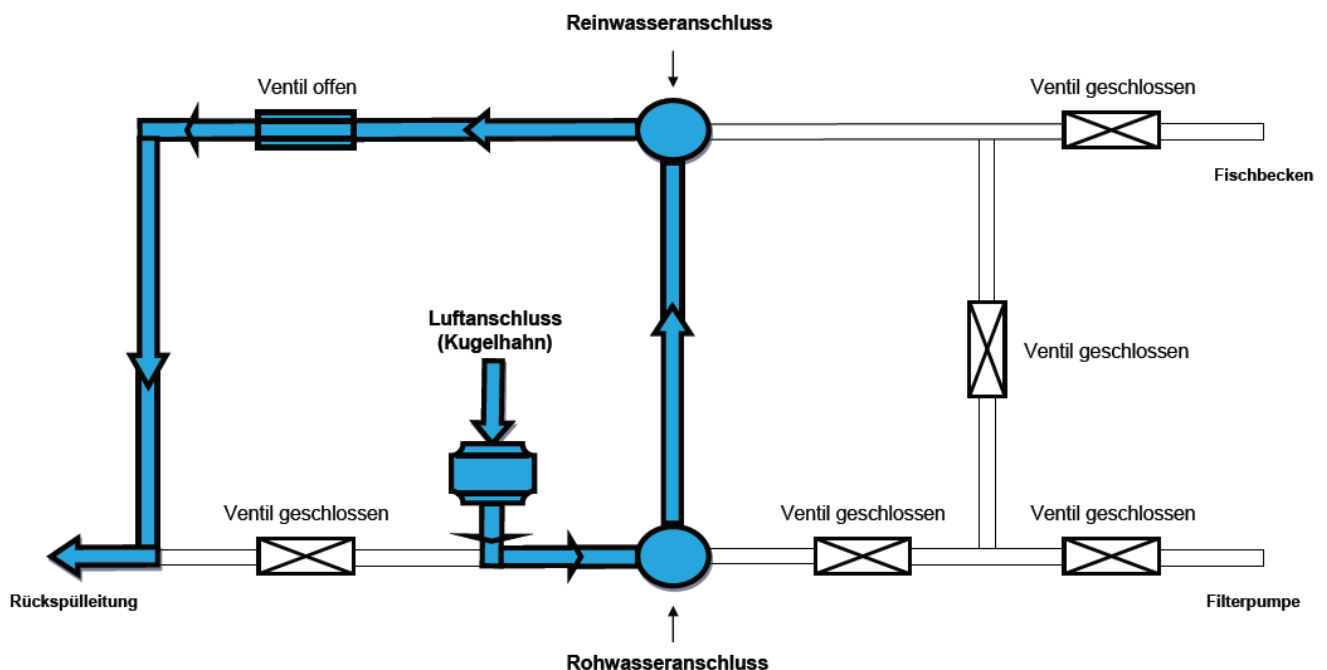 Reinwasseranschluss
Ventil offen
Ventil geschlossen
Fischbecken
Luftanschluss
(Kugelhahn)
Ventil geschlossen
Ventil geschlossen
Ventil geschlossen
Ventil geschlossen
Rückspülleitung
Filterpumpe
Rohwasseranschluss